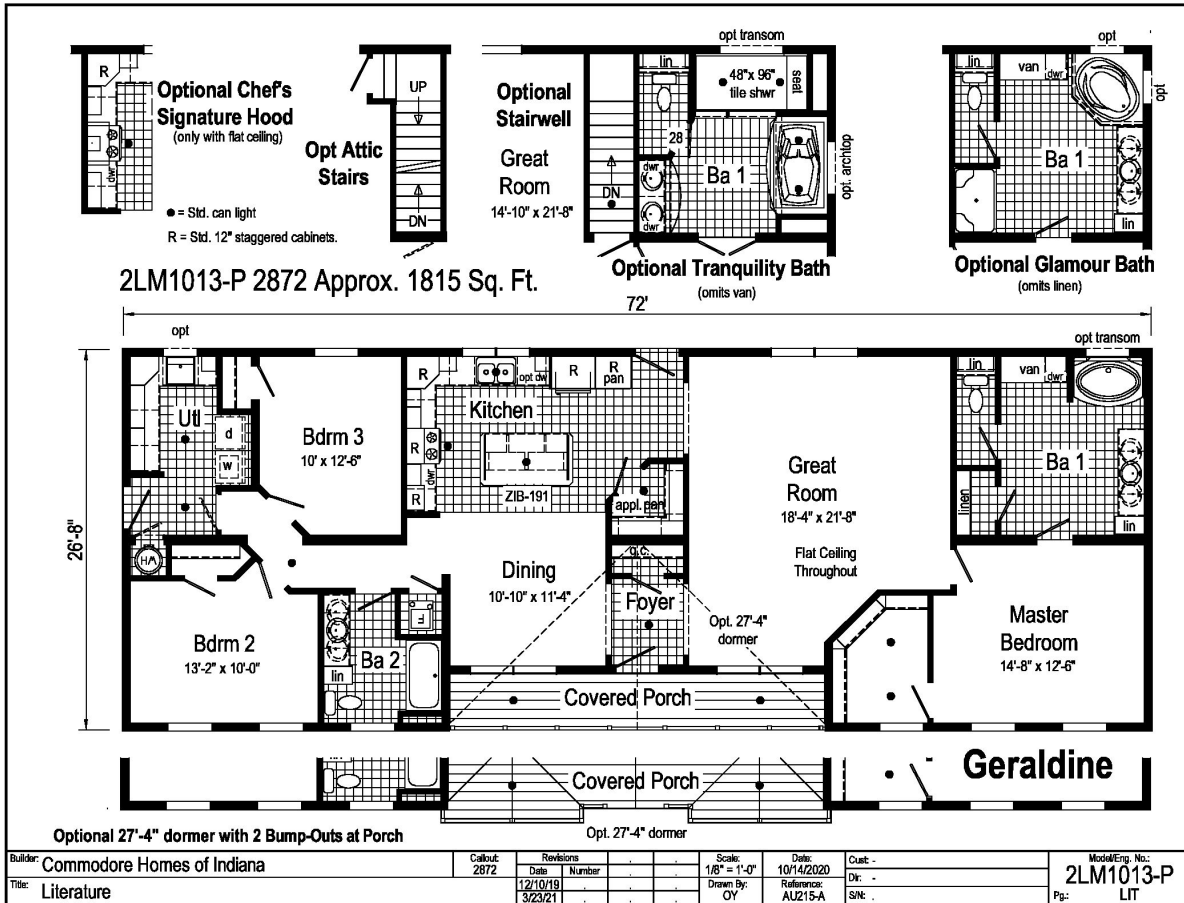 R
Optional Chef's
Signature Hood
(only with flat ceiling)
dwr
● = Std. can light
R = Std. 12" staggered cabinets.
Opt Attic
Stairs
UP
DN
Optional
Stairwell
Great
Room
14'-10" x 21'-8"
DN
opt transom
lin
48"x 96"
tile shwr
seat
28
dwr
dwr
Ba 1
opt. archtop
Optional Tranquility Bath
(omits van)
opt
lin
van
dwr
opt
Ba 1
lin
Optional Glamour Bath
(omits linen)
2LM1013-P 2872 Approx. 1815 Sq. Ft.
72'
26'-8"
opt
Utl
d
w
H/W
Bdrm 3
10' x 12'-6"
R
opt dw
R
R
pan
Kitchen
R
dwr
R
ZIB-191
appl. pan
Dining
10'-10" x 11'-4"
g.c.
Foyer
Great
Room
18'-4" x 21'-8"
Flat Ceiling
Throughout
Opt. 27'-4"
dormer
opt transom
lin
van
dwr
Ba 1
linen
lin
Master
Bedroom
14'-8" x 12'-6"
Bdrm 2
13'-2" x 10'-0"
Ba 2
lin
F
Covered Porch
Covered Porch
Geraldine
Optional 27'-4" dormer with 2 Bump-Outs at Porch
Opt. 27'-4" dormer
Builder: Commodore Homes of Indiana
Title: Literature
Callout:
2872
Revisions
Date Number
12/10/19
3/23/21
Scale:
1/8" = 1'-0"
Drawn By:
OY
Date:
10/14/2020
Reference:
AU215-A
Cust: -
Dir: -
S/N: .
Model/Eng. No.:
2LM1013-P
Pg.: LIT